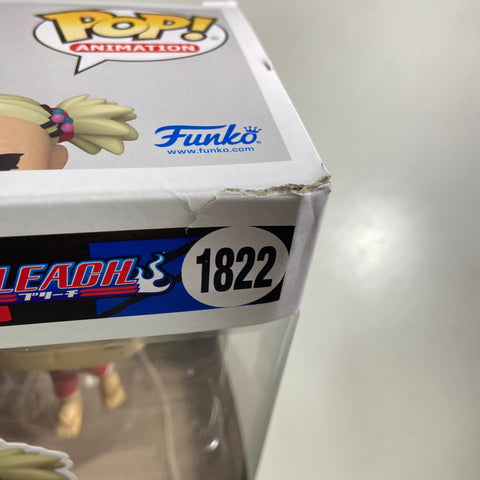 POP!
ANIMATION
Funko
www.funko.com
LEACH
ブリーチ
1822